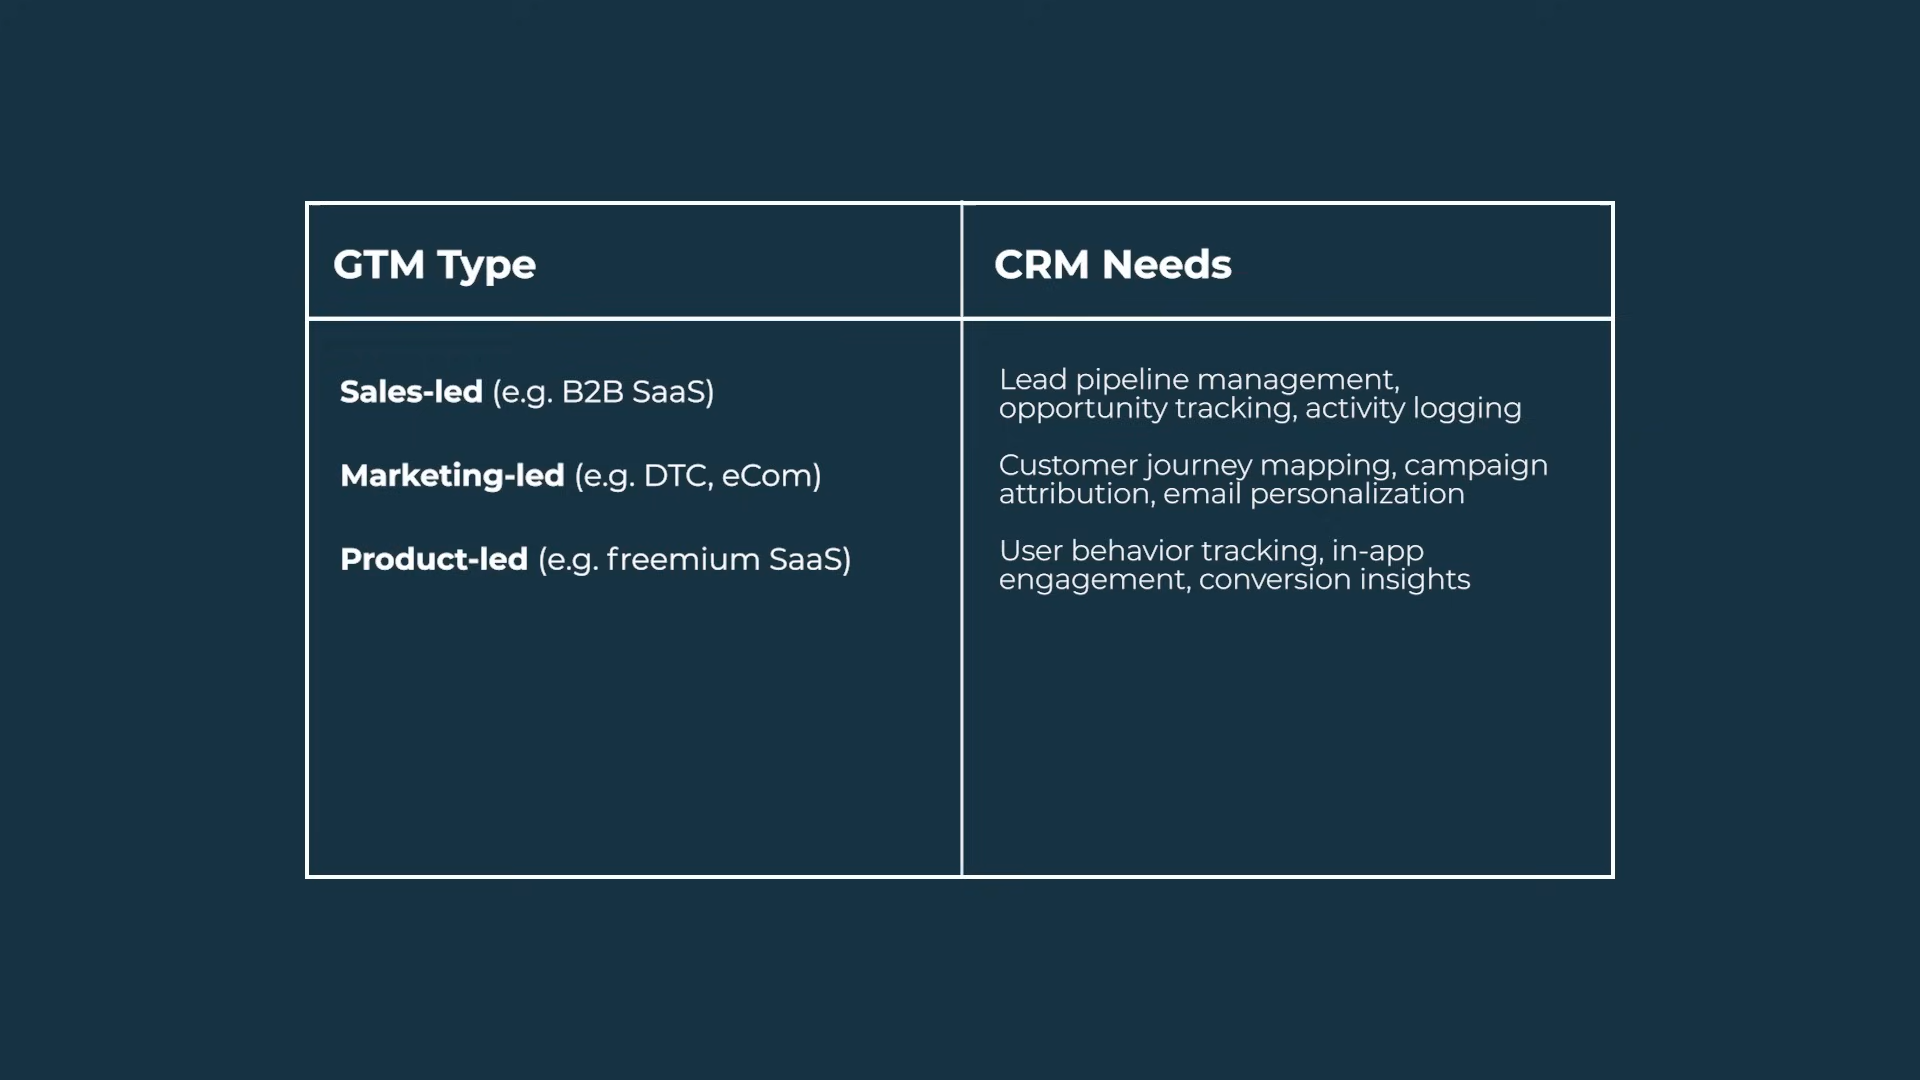 GTM Type
CRM Needs
Sales-led (e.g. B2B SaaS)
Lead pipeline management,
opportunity tracking, activity logging
Marketing-led (e.g. DTC, eCom)
Customer journey mapping, campaign
attribution, email personalization
Product-led (e.g. freemium SaaS)
User behavior tracking, in-app
engagement, conversion insights